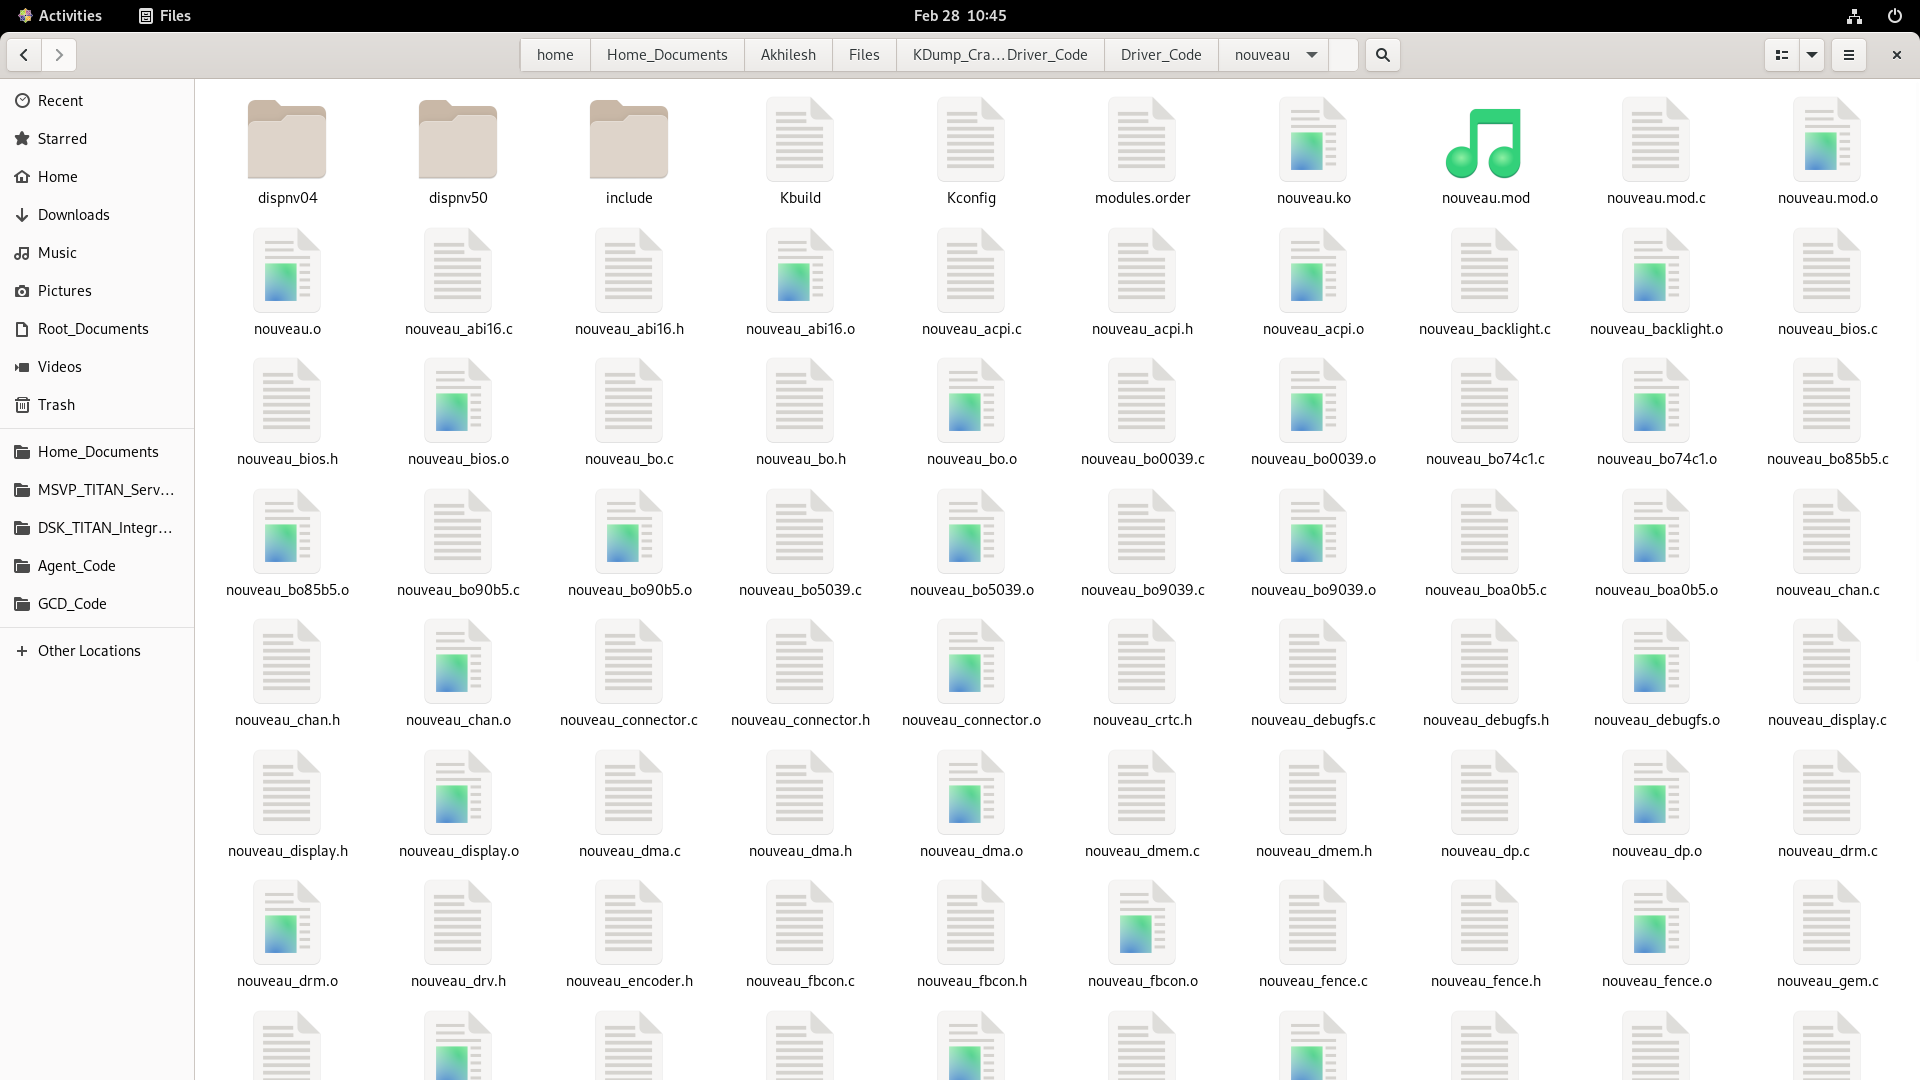 Activities Files Feb 28 10:45
home Home_Documents Akhilesh Files KDump_Cra...Driver_Code Driver_Code nouveau
Recent
Starred
Home
Downloads
Music
Pictures
Root_Documents
Videos
Trash
Home_Documents
MSVP_TITAN_Serv...
DSK_TITAN_Integr...
Agent_Code
GCD_Code
Other Locations
dispnv04 dispnv50 include Kbuild Kconfig modules.order nouveau.ko nouveau.mod nouveau.mod.c nouveau.mod.o
nouveau.o nouveau_abi16.c nouveau_abi16.h nouveau_abi16.o nouveau_acpi.c nouveau_acpi.h nouveau_acpi.o nouveau_backlight.c nouveau_backlight.o nouveau_bios.c
nouveau_bios.h nouveau_bios.o nouveau_bo.c nouveau_bo.h nouveau_bo.o nouveau_bo0039.c nouveau_bo0039.o nouveau_bo74c1.c nouveau_bo74c1.o nouveau_bo85b5.c
nouveau_bo85b5.o nouveau_bo90b5.c nouveau_bo90b5.o nouveau_bo5039.c nouveau_bo5039.o nouveau_bo9039.c nouveau_bo9039.o nouveau_boa0b5.c nouveau_boa0b5.o nouveau_chan.c
nouveau_chan.h nouveau_chan.o nouveau_connector.c nouveau_connector.h nouveau_connector.o nouveau_crtc.h nouveau_debugfs.c nouveau_debugfs.h nouveau_debugfs.o nouveau_display.c
nouveau_display.h nouveau_display.o nouveau_dma.c nouveau_dma.h nouveau_dma.o nouveau_dmem.c nouveau_dmem.h nouveau_dp.c nouveau_dp.o nouveau_drm.c
nouveau_drm.o nouveau_drv.h nouveau_encoder.h nouveau_fbcon.c nouveau_fbcon.h nouveau_fbcon.o nouveau_fence.c nouveau_fence.h nouveau_fence.o nouveau_gem.c